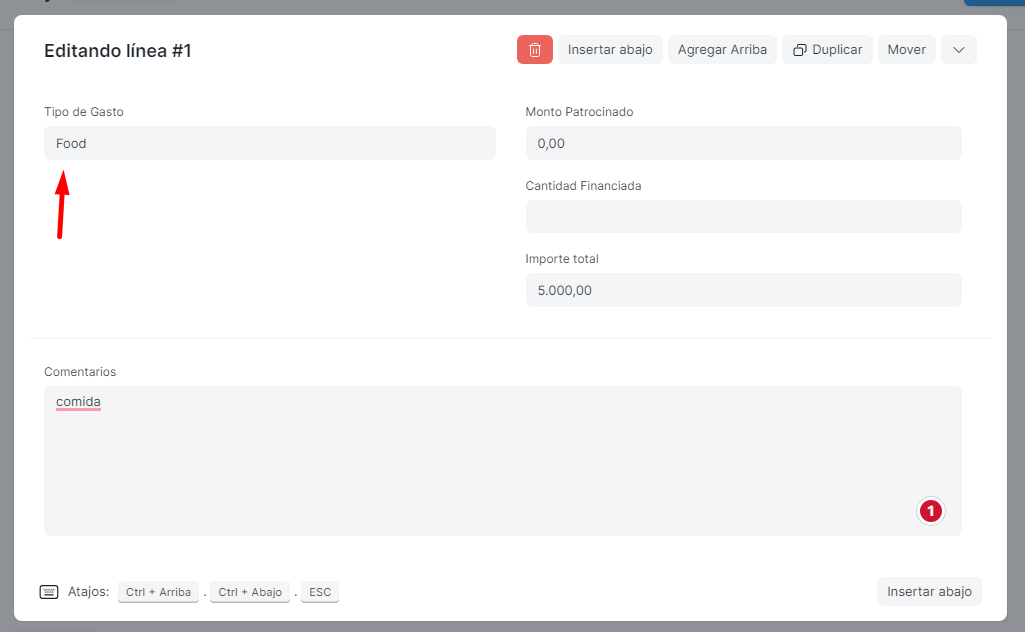 Editando línea #1
Insertar abajo
Agregar Arriba
Duplicar
Mover
Tipo de Gasto
Food
Monto Patrocinado
0,00
Cantidad Financiada
Importe total
5.000,00
Comentarios
comida
1
Atajos: Ctrl + Arriba . Ctrl + Abajo . ESC
Insertar abajo